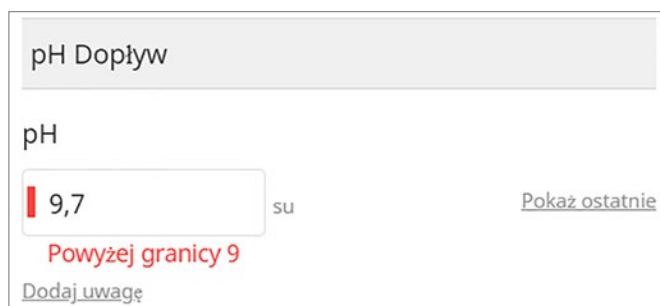 pH Dopływ
pH
9,7 su Pokaż ostatnie
Powyżej granicy 9
Dodaj uwagę